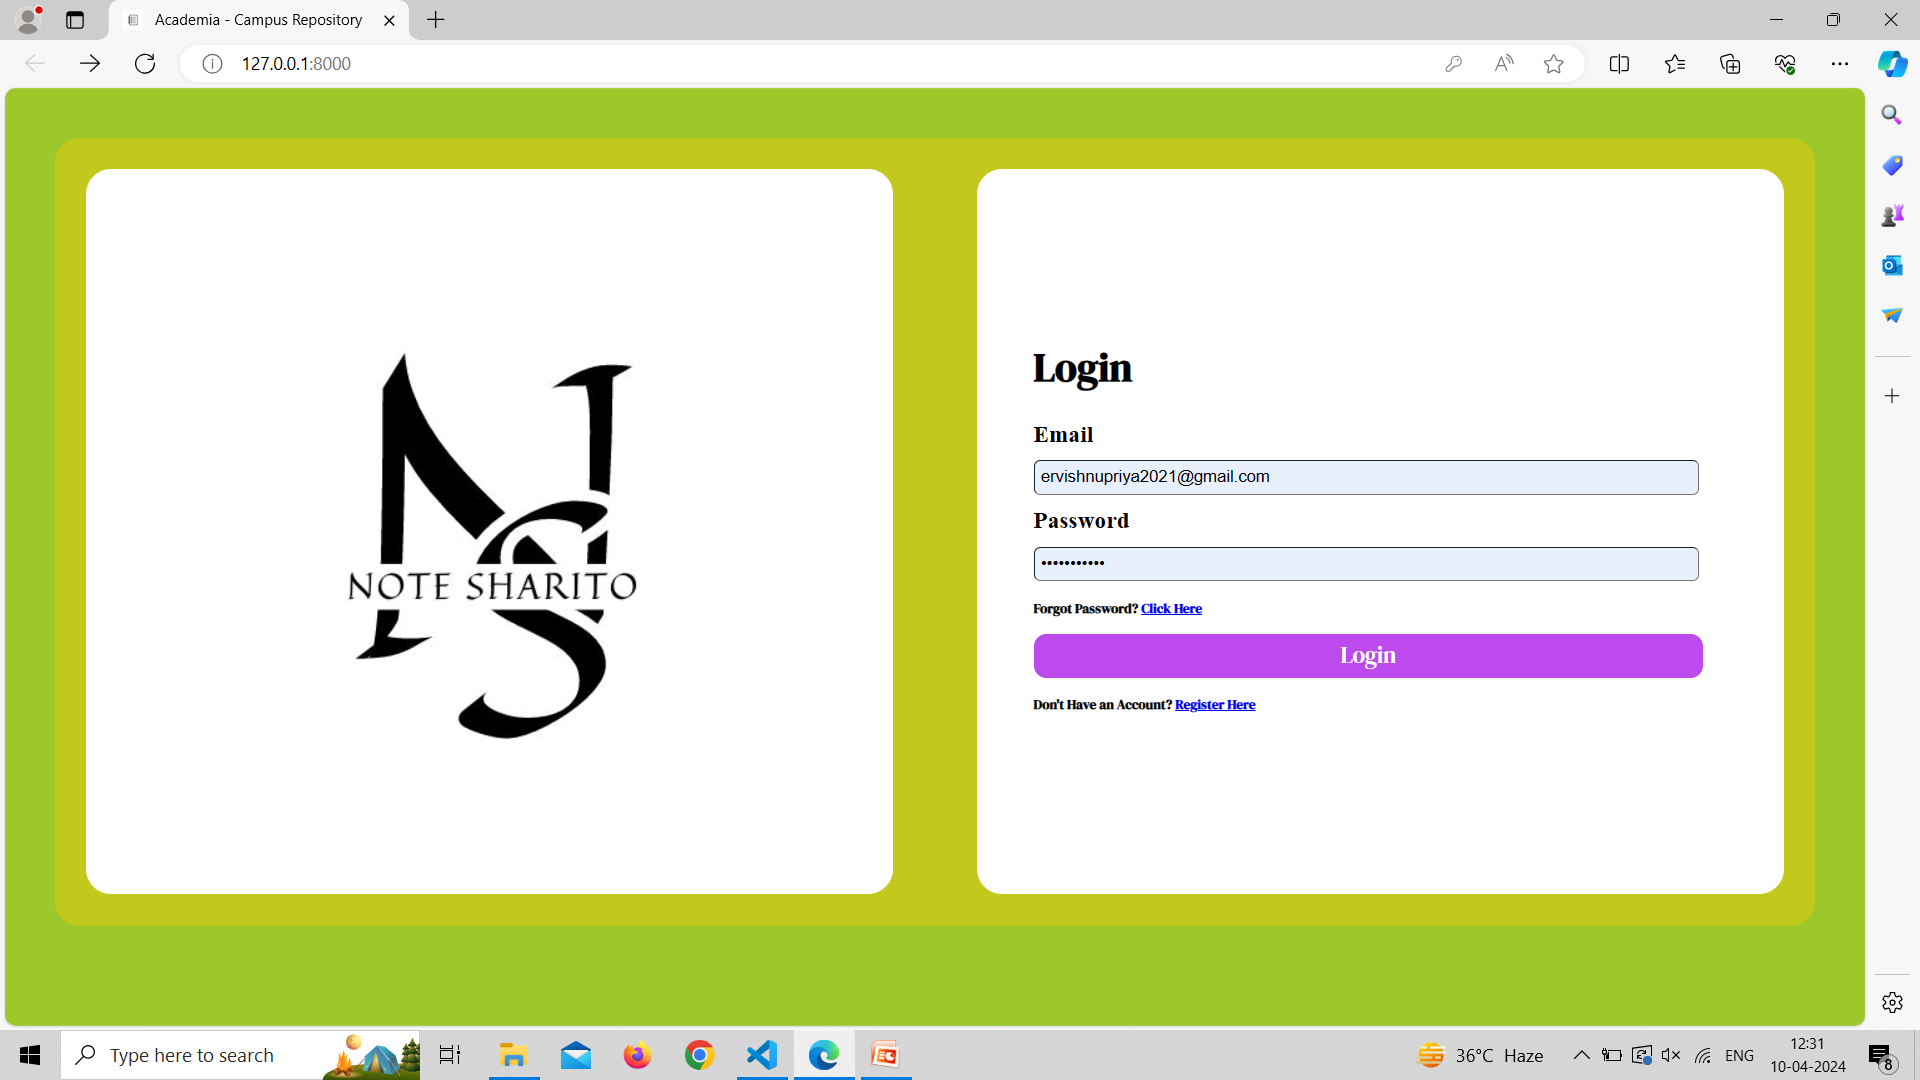 Academia - Campus Repository
127.0.0.1:8000
NOTE SHARITO
Login
Email
ervishnupriya2021@gmail.com
Password
•••••••••••
Forgot Password? Click Here
Login
Don't Have an Account? Register Here
Type here to search
36°C Haze
ENG
12:31
10-04-2024
8